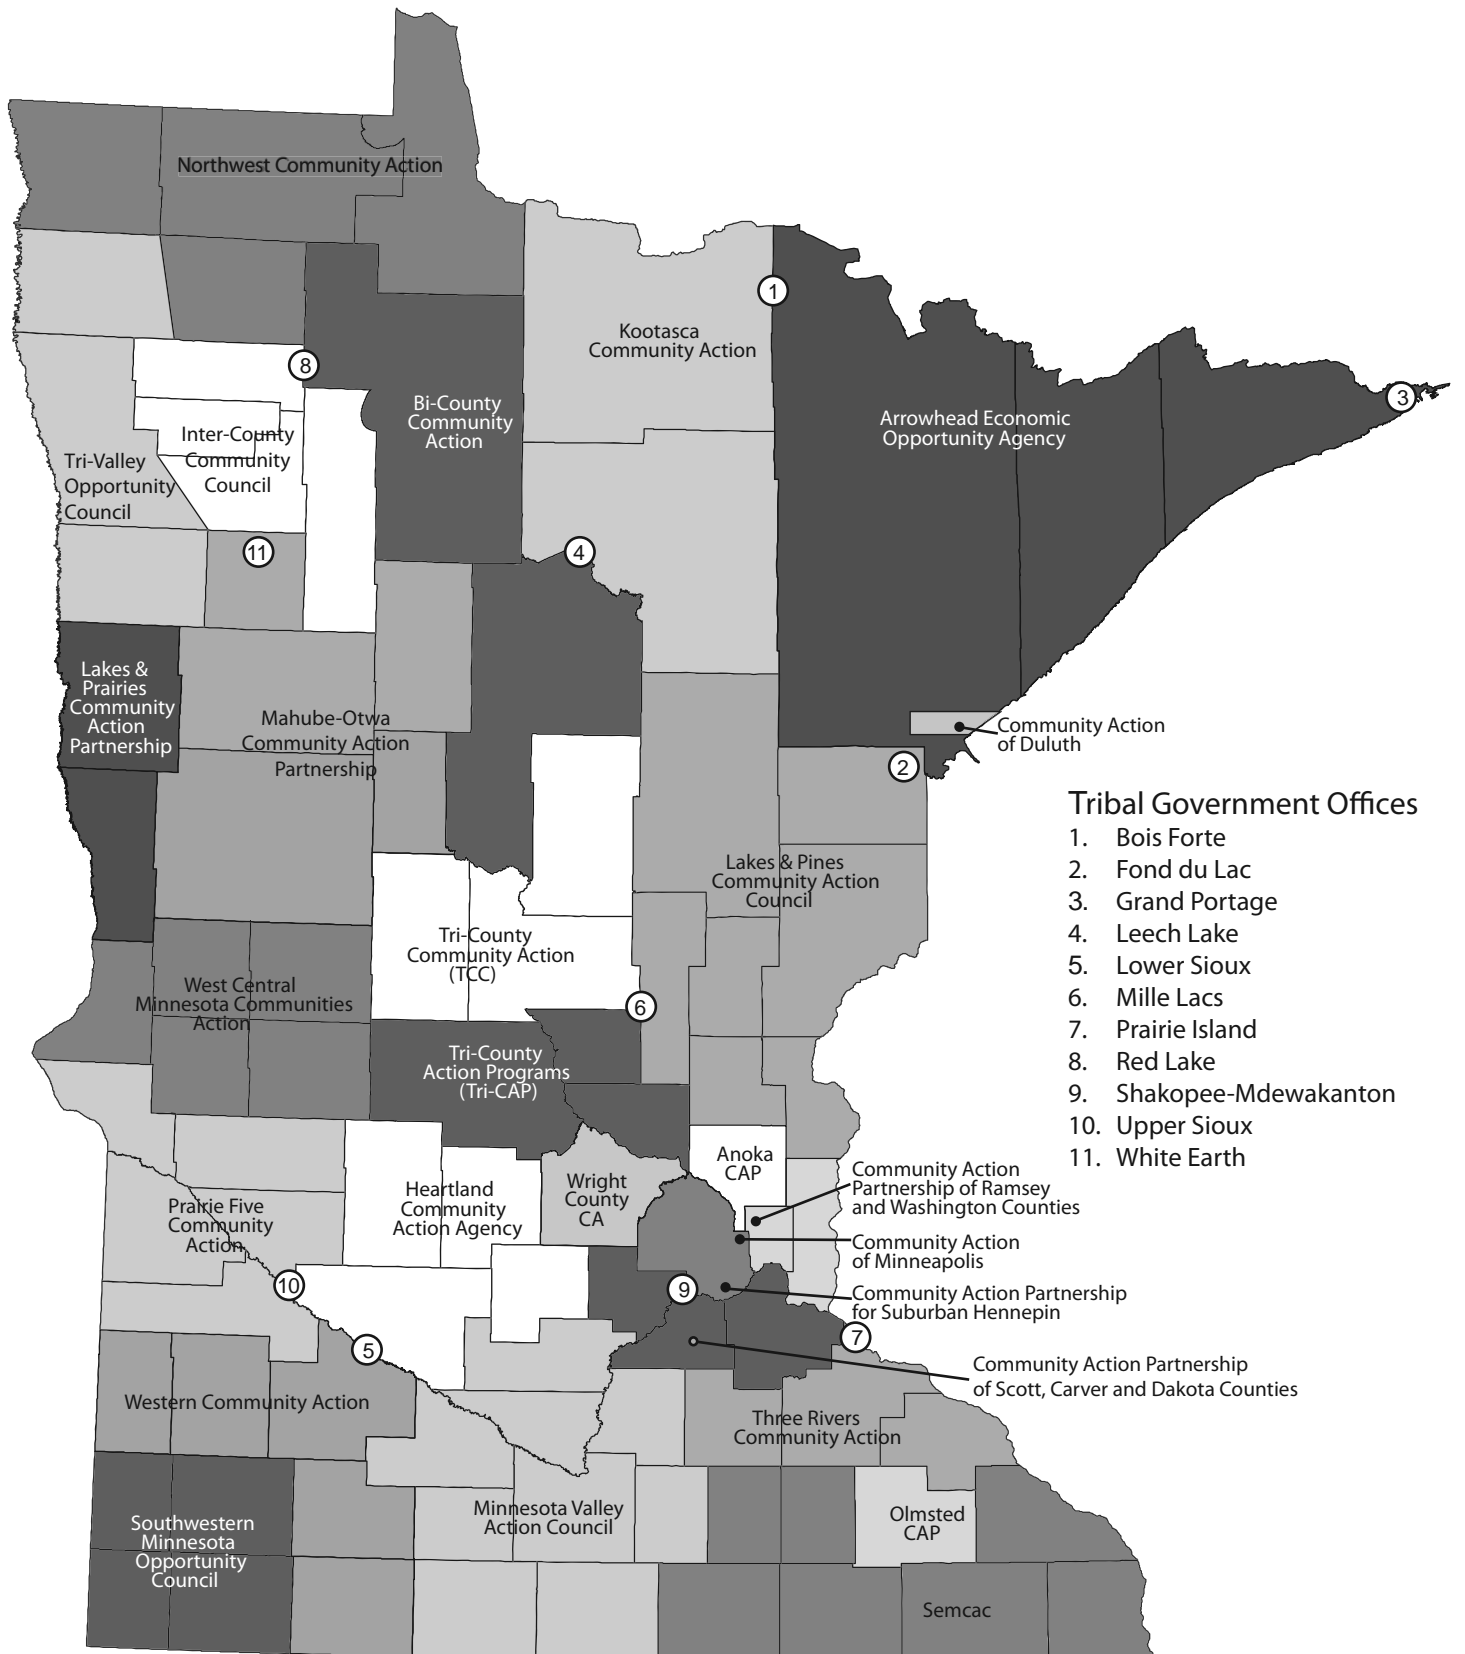 Northwest Community Action
1
Kootasca
Community Action
8
3
Bi-County
Community
Action
Arrowhead Economic
Opportunity Agency
Inter-County
Community
Council
Tri-Valley
Opportunity
Council
11
4
Lakes &
Prairies
Community
Action
Partnership
Mahube-Otwa
Community Action
Partnership
Community Action
of Duluth
2
Tribal Government Offices
1. Bois Forte
2. Fond du Lac
3. Grand Portage
4. Leech Lake
5. Lower Sioux
6. Mille Lacs
7. Prairie Island
8. Red Lake
9. Shakopee-Mdewakanton
10. Upper Sioux
11. White Earth
Lakes & Pines
Community Action
Council
Tri-County
Community Action
(TCC)
West Central
Minnesota Communities
Action
6
Tri-County
Action Programs
(Tri-CAP)
Anoka
CAP
Community Action
Partnership of Ramsey
and Washington Counties
Wright
County
CA
Heartland
Community
Action Agency
Prairie Five
Community
Action
Community Action
of Minneapolis
10
9
Community Action Partnership
for Suburban Hennepin
5
7
Community Action Partnership
of Scott, Carver and Dakota Counties
Western Community Action
Three Rivers
Community Action
Minnesota Valley
Action Council
Olmsted
CAP
Southwestern
Minnesota
Opportunity
Council
Semcac